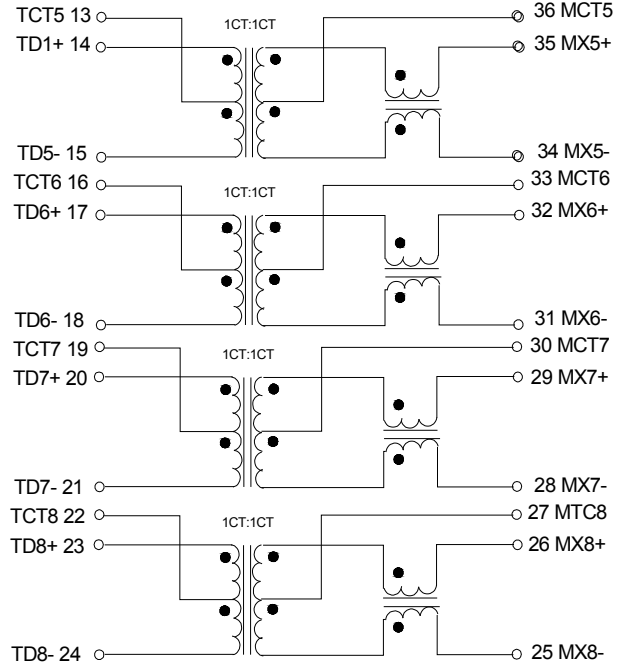 TCT5 13
36 MCT5
1CT:1CT
TD1+ 14
35 MX5+
TD5- 15
34 MX5-
TCT6 16
33 MCT6
1CT:1CT
TD6+ 17
32 MX6+
TD6- 18
31 MX6-
TCT7 19
30 MCT7
1CT:1CT
TD7+ 20
29 MX7+
TD7- 21
28 MX7-
TCT8 22
27 MTC8
1CT:1CT
TD8+ 23
26 MX8+
TD8- 24
25 MX8-